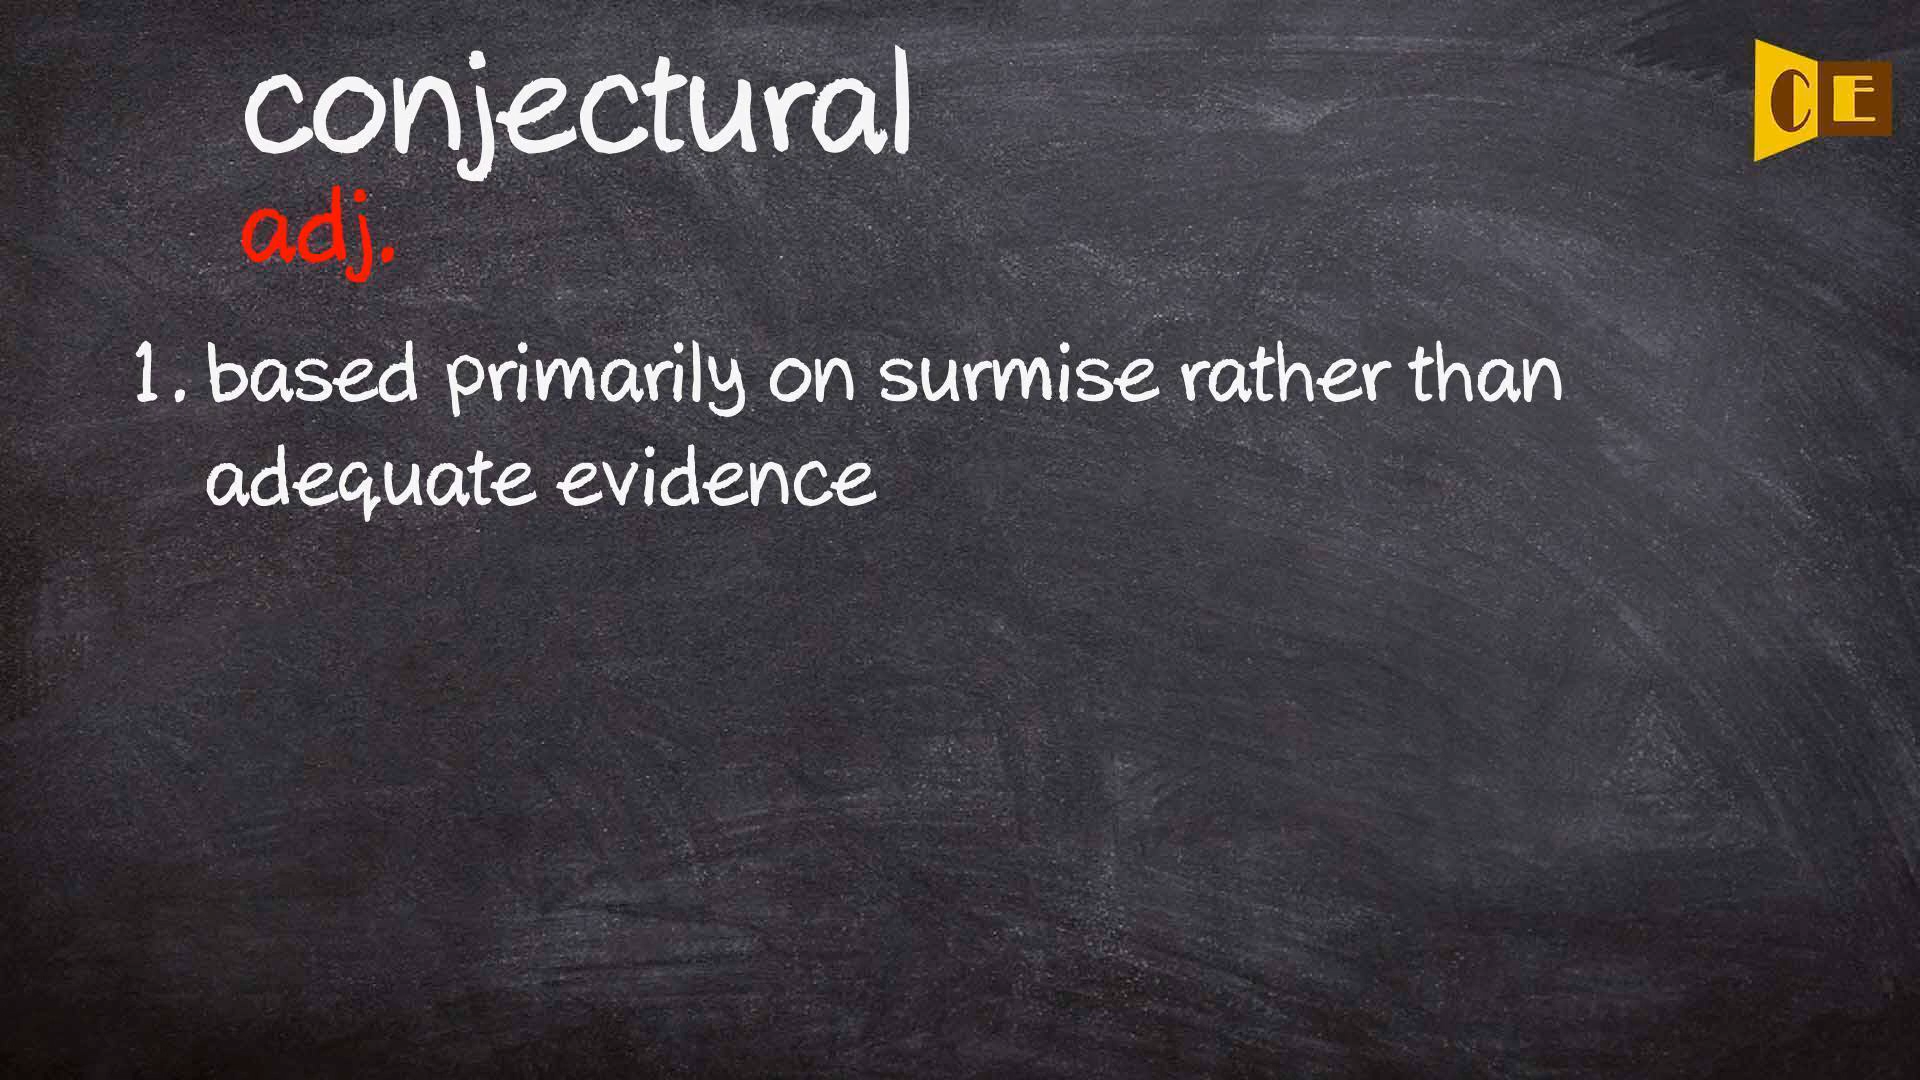 conjectural
CE
adj.
1. based primarily on surmise rather than
adequate evidence